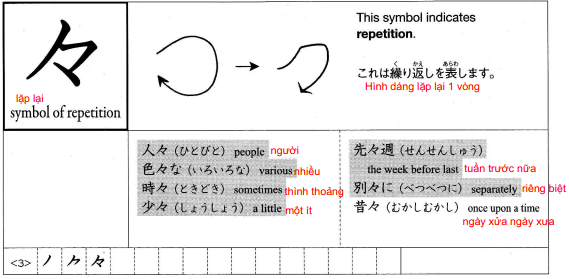 々
lặp lại
symbol of repetition
This symbol indicates
repetition.
く かえ あらわ
これは繰り返しを表します。
Hình dáng lặp lại 1 vòng
人々（ひとびと） people người
色々な（いろいろな） various nhiều
時々（ときどき） sometimes thình thoảng
少々（しょうしょう） a little một ít
先々週（せんせんしゅう）
the week before last tuần trước nữa
別々に（べつべつに） separately riêng biệt
昔々（むかしむかし） once upon a time
ngày xửa ngày xưa
<3> ノ ク 々